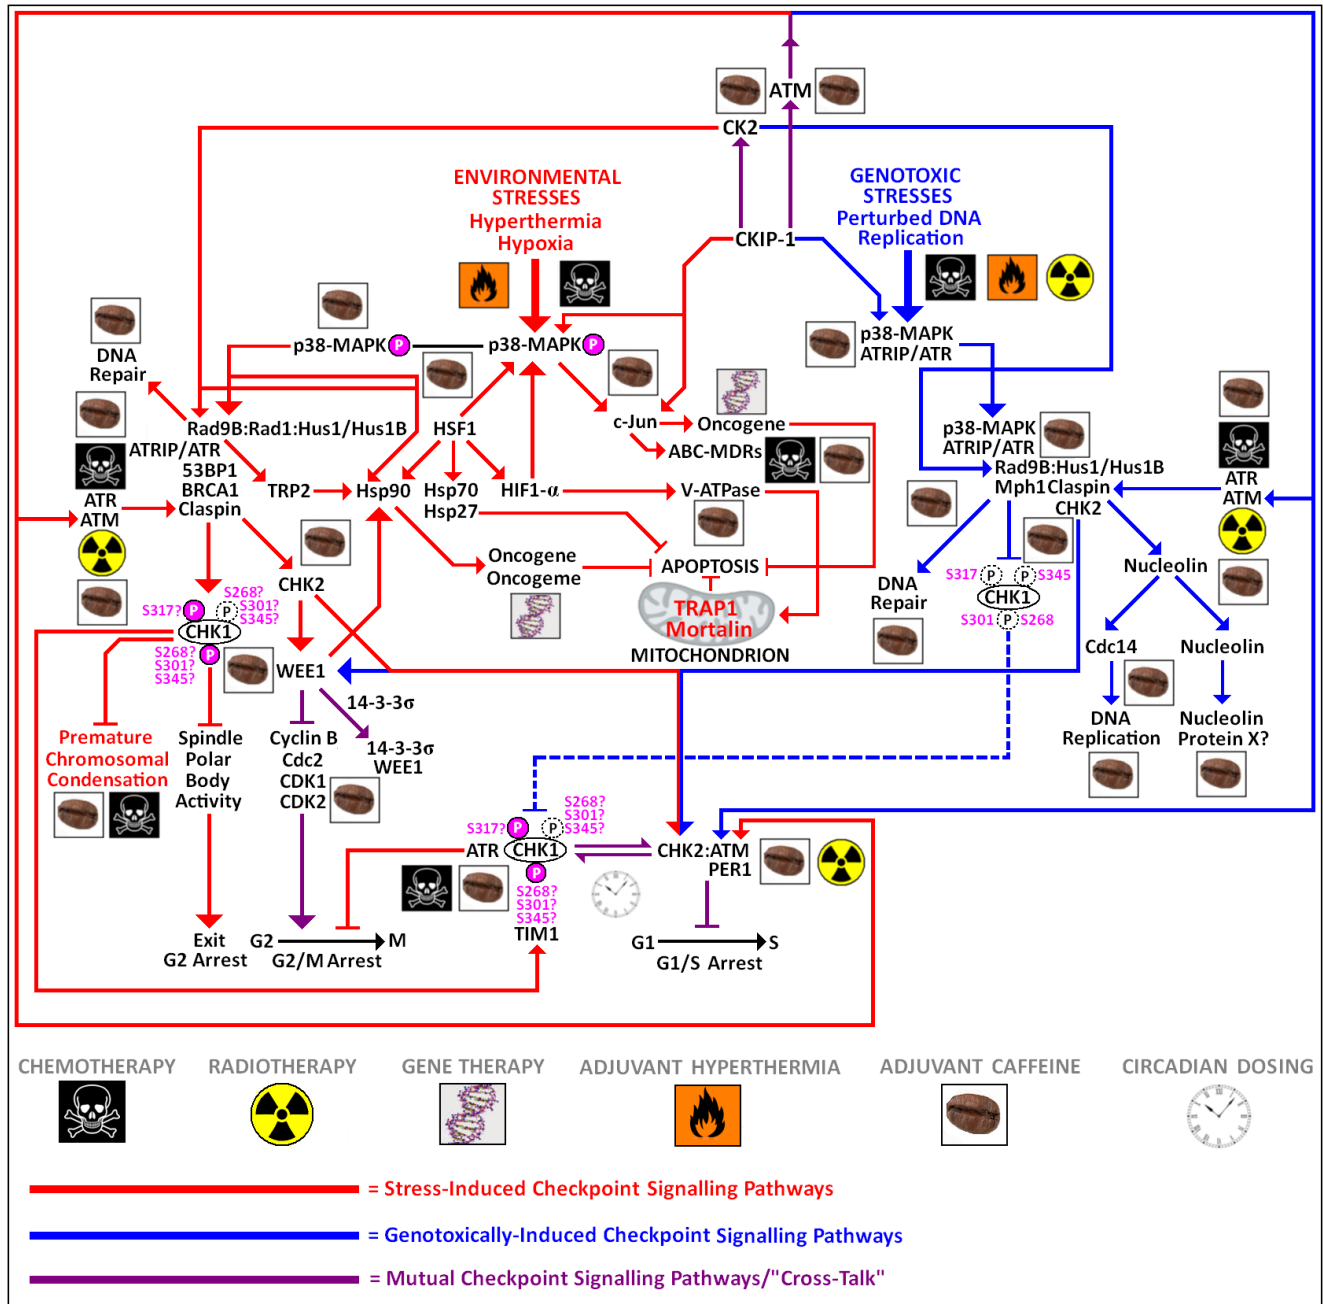 ATM
CK2
ENVIRONMENTAL
STRESSES
Hyperthermia
Hypoxia
GENOTOXIC
STRESSES
Perturbed DNA
Replication
CKIP-1
p38-MAPK P
p38-MAPK P
p38-MAPK
ATRIP/ATR
DNA
Repair
Rad9B:Rad1:Hus1/Hus1B
ATRIP/ATR
53BP1
BRCA1
Claspin
ATR
ATM
TRP2
Hsp90
HSF1
Hsp70
Hsp27
HIF1-α
c-Jun
Oncogene
ABC-MDRs
V-ATPase
p38-MAPK
ATRIP/ATR
Rad9B:Hus1/Hus1B
Mph1 Claspin
CHK2
ATR
ATM
Oncogene
Oncogeme
APOPTOSIS
TRAP1
Mortalin
MITOCHONDRION
DNA
Repair
S317 P P S345
CHK1
S301 P S268
Nucleolin
Cdc14
Nucleolin
DNA
Replication
Nucleolin
Protein X?
CHK2
S268?
S317? P P S301?
S345?
CHK1
S268? P
S301?
S345?
WEE1
14-3-3σ
14-3-3σ
WEE1
Premature
Chromosomal
Condensation
Spindle
Polar
Body
Activity
Cyclin B
Cdc2
CDK1
CDK2
S268?
S301?
S317? P P S345?
ATR CHK1
P
S268?
S301?
S345?
TIM1
CHK2:ATM
PER1
Exit
G2 Arrest
G2 M
G2/M Arrest
G1 S
G1/S Arrest
CHEMOTHERAPY
RADIOTHERAPY
GENE THERAPY
ADJUVANT HYPERTHERMIA
ADJUVANT CAFFEINE
CIRCADIAN DOSING
= Stress-Induced Checkpoint Signalling Pathways
= Genotoxically-Induced Checkpoint Signalling Pathways
= Mutual Checkpoint Signalling Pathways/"Cross-Talk"